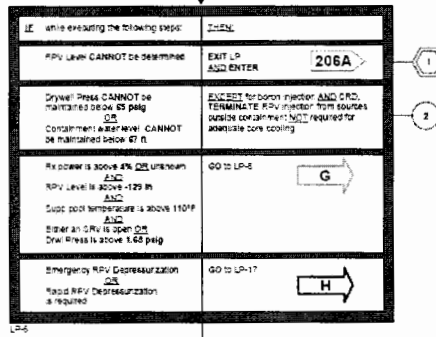 IF while executing the following steps:
THEN:
RPV Level CANNOT be determined
EXIT LP
AND ENTER
206A
1
Drywell Press CANNOT be
maintained below 65 psig
OR
Containment water level CANNOT
be maintained below 67 ft
EXCEPT for boron injection AND CRD,
TERMINATE RPV injection from sources
outside containment NOT required for
adequate core cooling
2
Rx power is above 4% OR unknown
AND
RPV Level is above -129 in
AND
Supp pool temperature is above 110°F
AND
Either an SRV is open OR
Drwl Press is above 1.68 psig
GO to LP-8
G
Emergency RPV Depressurization
OR
Rapid RPV Depressurization
is required
GO to LP-17
H